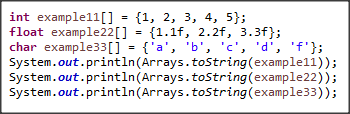 int example11[] = {1, 2, 3, 4, 5};
float example22[] = {1.1f, 2.2f, 3.3f};
char example33[] = {'a', 'b', 'c', 'd', 'f'};
System.out.println(Arrays.toString(example11));
System.out.println(Arrays.toString(example22));
System.out.println(Arrays.toString(example33));